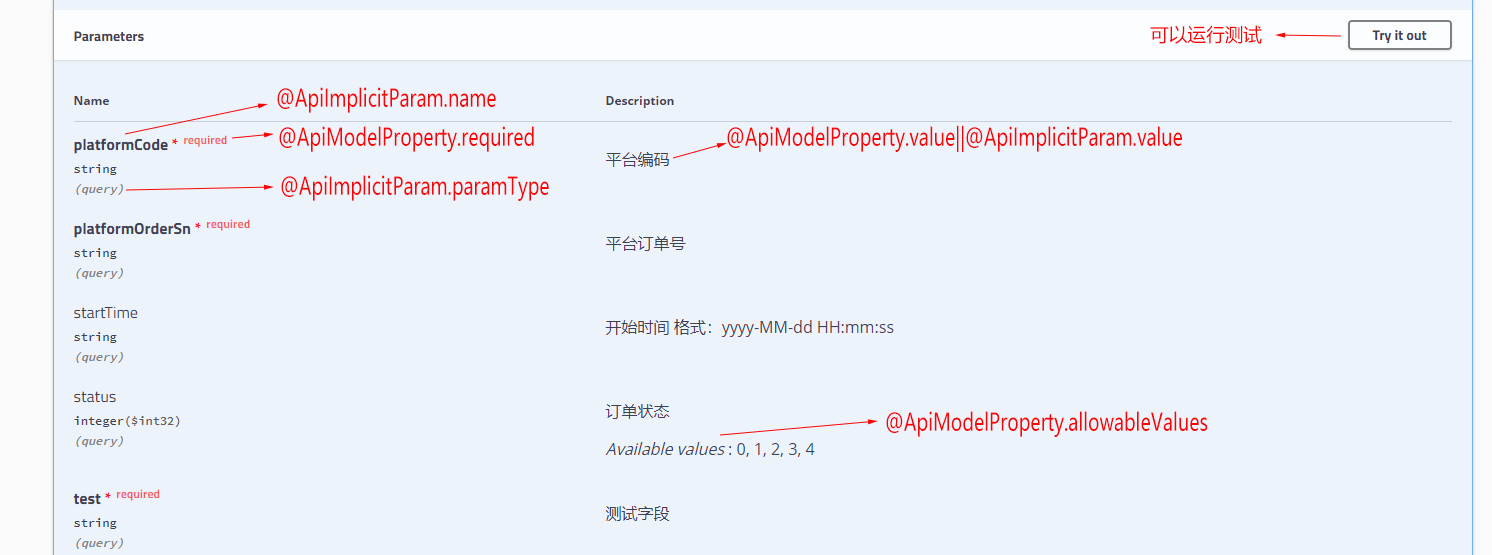 Parameters
可以运行测试
Try it out
Name
@ApiImplicitParam.name
Description
platformCode * required
@ApiModelProperty.required
@ApiModelProperty.value||@ApiImplicitParam.value
string
平台编码
(query)
@ApiImplicitParam.paramType
platformOrderSn * required
string
平台订单号
(query)
startTime
string
开始时间 格式：yyyy-MM-dd HH:mm:ss
(query)
status
integer($int32)
订单状态
(query)
@ApiModelProperty.allowableValues
Available values : 0, 1, 2, 3, 4
test * required
string
测试字段
(query)